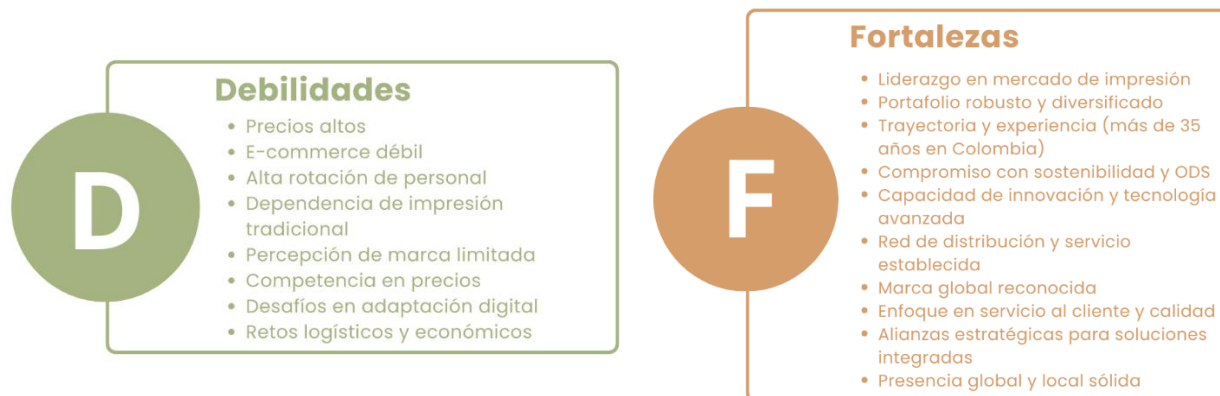 D
Debilidades
• Precios altos
• E-commerce débil
• Alta rotación de personal
• Dependencia de impresión
tradicional
• Percepción de marca limitada
• Competencia en precios
• Desafíos en adaptación digital
• Retos logísticos y económicos
F
Fortalezas
• Liderazgo en mercado de impresión
• Portafolio robusto y diversificado
• Trayectoria y experiencia (más de 35
años en Colombia)
• Compromiso con sostenibilidad y ODS
• Capacidad de innovación y tecnología
avanzada
• Red de distribución y servicio
establecida
• Marca global reconocida
• Enfoque en servicio al cliente y calidad
• Alianzas estratégicas para soluciones
integradas
• Presencia global y local sólida